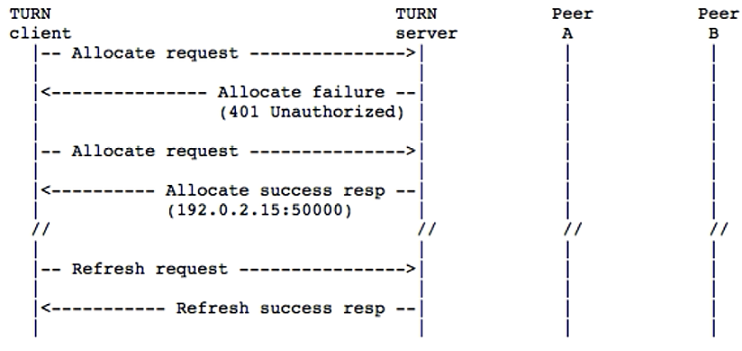 TURN                                 TURN          Peer          Peer
client                               server         A             B
|-- Allocate request --------------->|             |             |
|<--------------- Allocate failure --|             |             |
|                 (401 Unauthorized) |             |             |
|-- Allocate request --------------->|             |             |
|<---------- Allocate success resp --|             |             |
|            (192.0.2.15:50000)      |             |             |
//                                   //            //            //
|-- Refresh request ---------------->|             |             |
|<----------- Refresh success resp --|             |             |